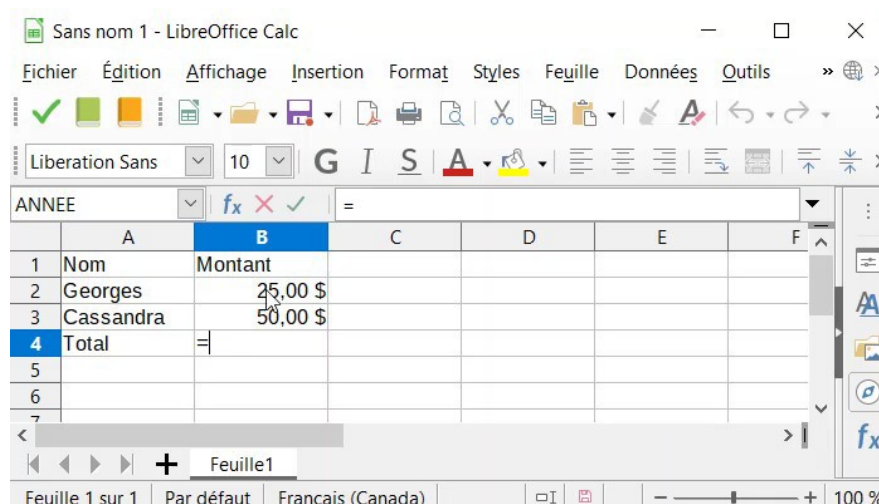 Sans nom 1 - LibreOffice Calc
Fichier Édition Affichage Insertion Format Styles Feuille Données Outils »
Liberation Sans 10 G I S A
ANNEE fx =
A B C D E F
1 Nom Montant
2 Georges 25,00 $
3 Cassandra 50,00 $
4 Total =
5
6
7
Feuille1
Feuille 1 sur 1 Par défaut Français (Canada) 100 %